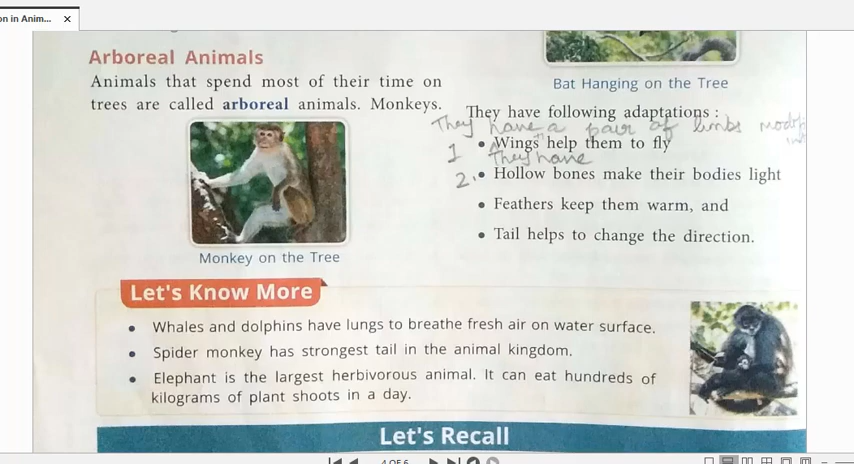 on in Anim... ×
Arboreal Animals
Animals that spend most of their time on
trees are called arboreal animals. Monkeys.
Monkey on the Tree
Bat Hanging on the Tree
They have following adaptations :
They have a pair of limbs
1 • Wings help them to fly
They have
2. • Hollow bones make their bodies light
• Feathers keep them warm, and
• Tail helps to change the direction.
Let's Know More
• Whales and dolphins have lungs to breathe fresh air on water surface.
• Spider monkey has strongest tail in the animal kingdom.
• Elephant is the largest herbivorous animal. It can eat hundreds of
kilograms of plant shoots in a day.
Let's Recall
4 OF 6